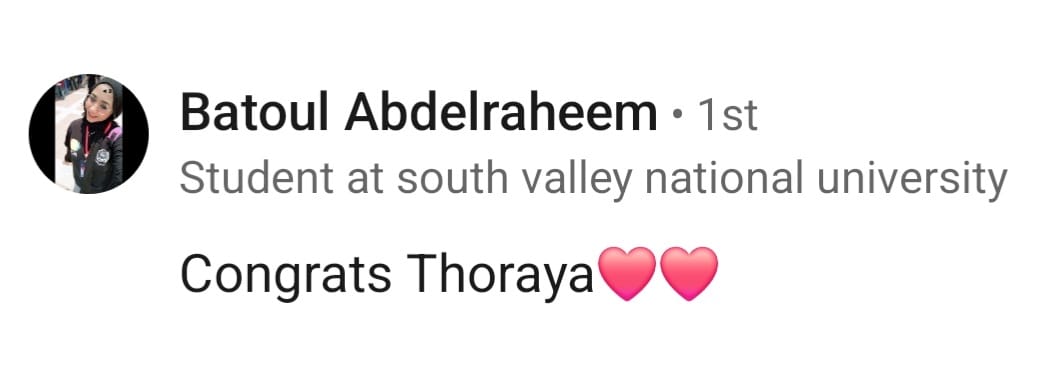 Batoul Abdelraheem • 1st
Student at south valley national university
Congrats Thoraya💗💗